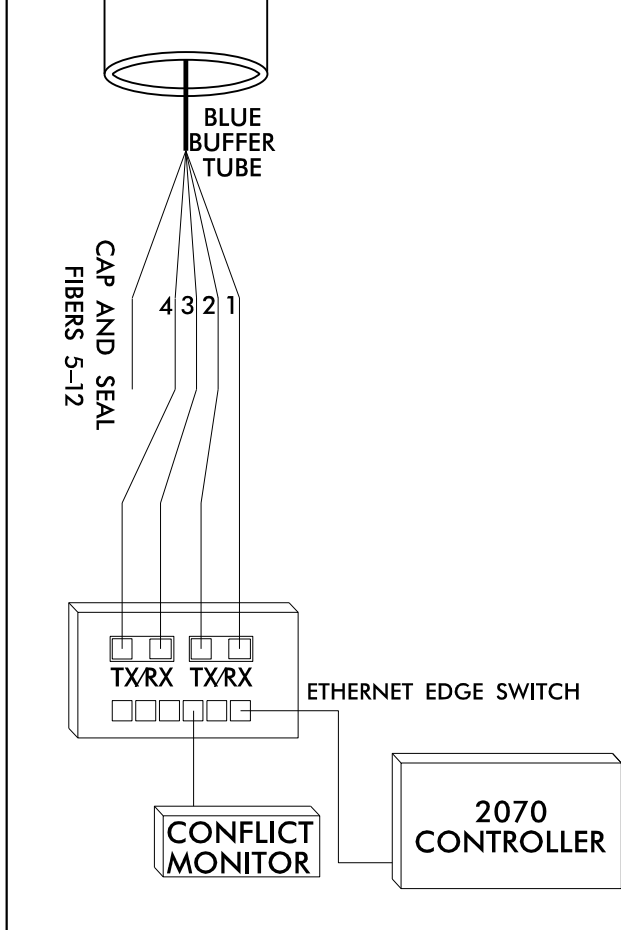 BLUE
BUFFER
TUBE
CAP AND SEAL
FIBERS 5-12
4 3 2 1
TX/RX TX/RX
ETHERNET EDGE SWITCH
CONFLICT
MONITOR
2070
CONTROLLER